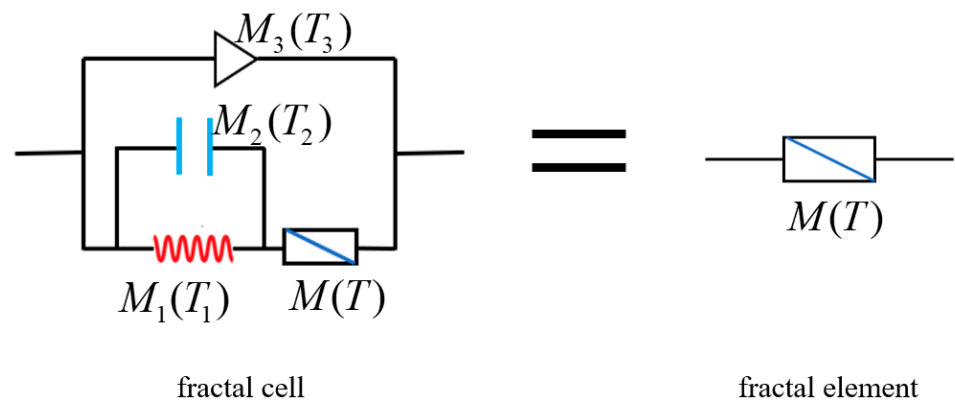 M₃(T₃)
M₂(T₂)
M₁(T₁) M(T)
M(T)
fractal cell
fractal element